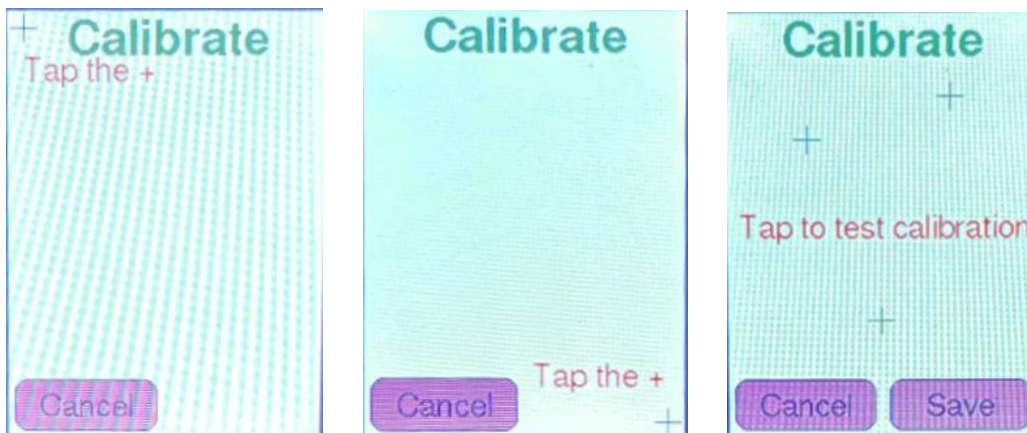 Calibrate
Tap the +
Cancel
Calibrate
Tap the +
Cancel
Calibrate
Tap to test calibration
Cancel Save